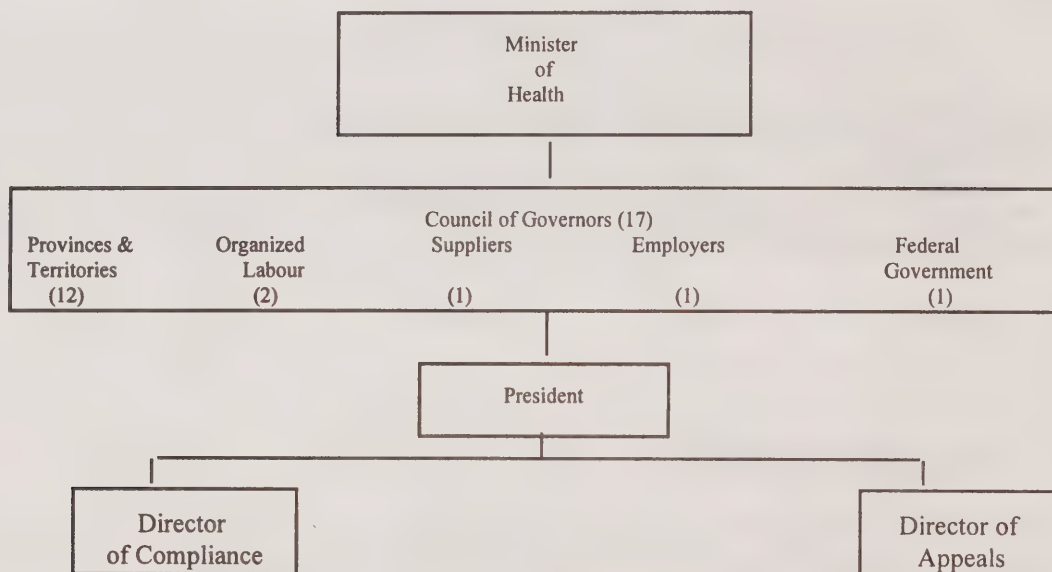 Minister
of
Health
Council of Governors (17)
Provinces & Territories (12)
Organized Labour (2)
Suppliers (1)
Employers (1)
Federal Government (1)
President
Director
of Compliance
Director of
Appeals